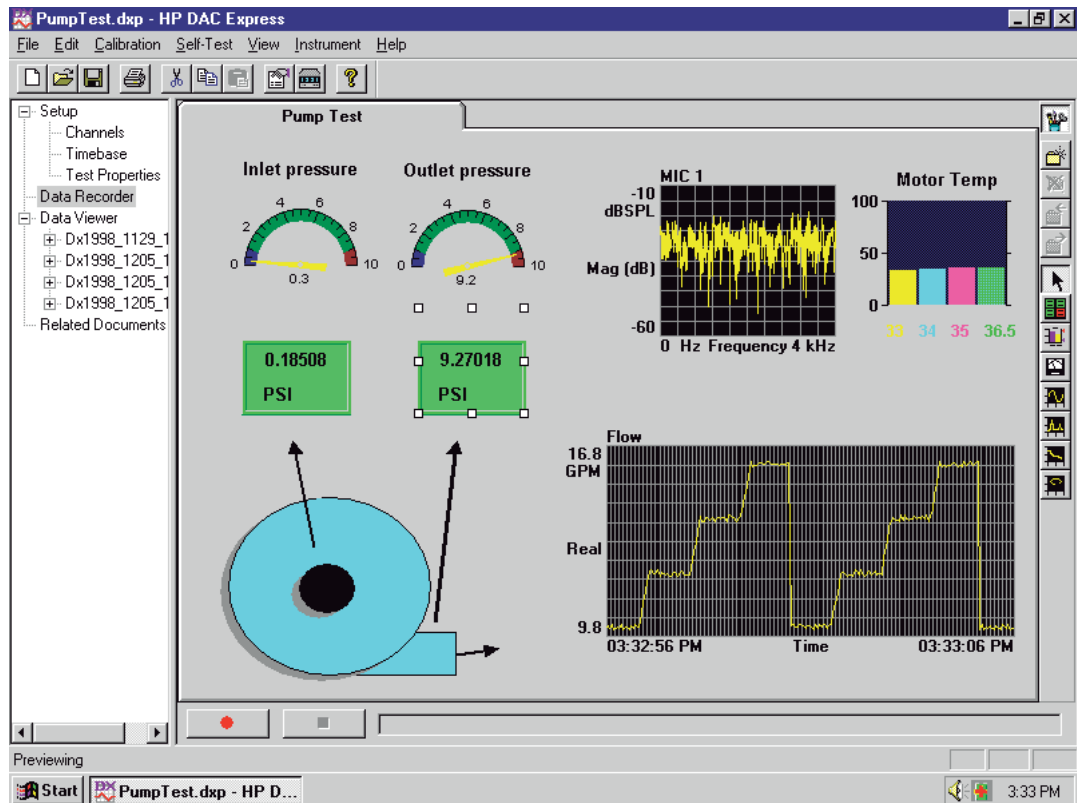 PumpTest.dxp - HP DAC Express
File Edit Calibration Self-Test View Instrument Help
Setup
Channels
Timebase
Test Properties
Data Recorder
Data Viewer
Dx1998_1129_1
Dx1998_1205_1
Dx1998_1205_1
Dx1998_1205_1
Related Documents
Pump Test
Inlet pressure
0 2 4 6 8 10
0.3
Outlet pressure
0 2 4 6 8 10
9.2
0.18508
PSI
9.27018
PSI
MIC 1
-10
dBSPL
Mag (dB)
-60
0 Hz Frequency 4 kHz
Motor Temp
100
50
0
33 34 35 36.5
Flow
16.8
GPM
Real
9.8
03:32:56 PM Time 03:33:06 PM
Previewing
Start
DX
PumpTest.dxp - HP D...
3:33 PM